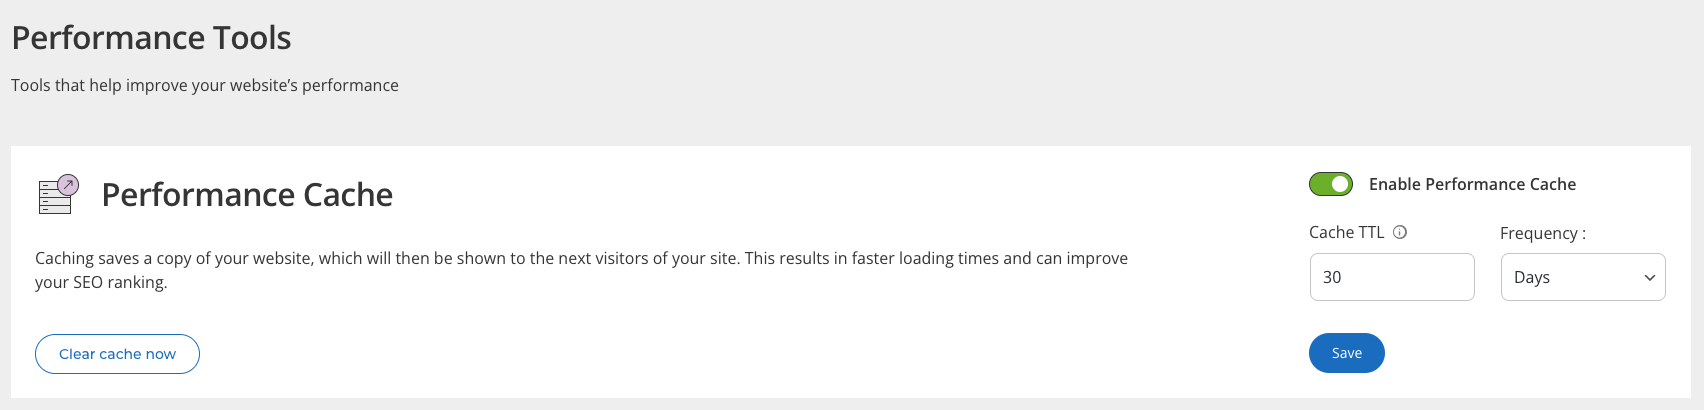 Performance Tools
Tools that help improve your website’s performance
Performance Cache
Caching saves a copy of your website, which will then be shown to the next visitors of your site. This results in faster loading times and can improve
your SEO ranking.
Clear cache now
Enable Performance Cache
Cache TTL
Frequency :
30
Days
Save